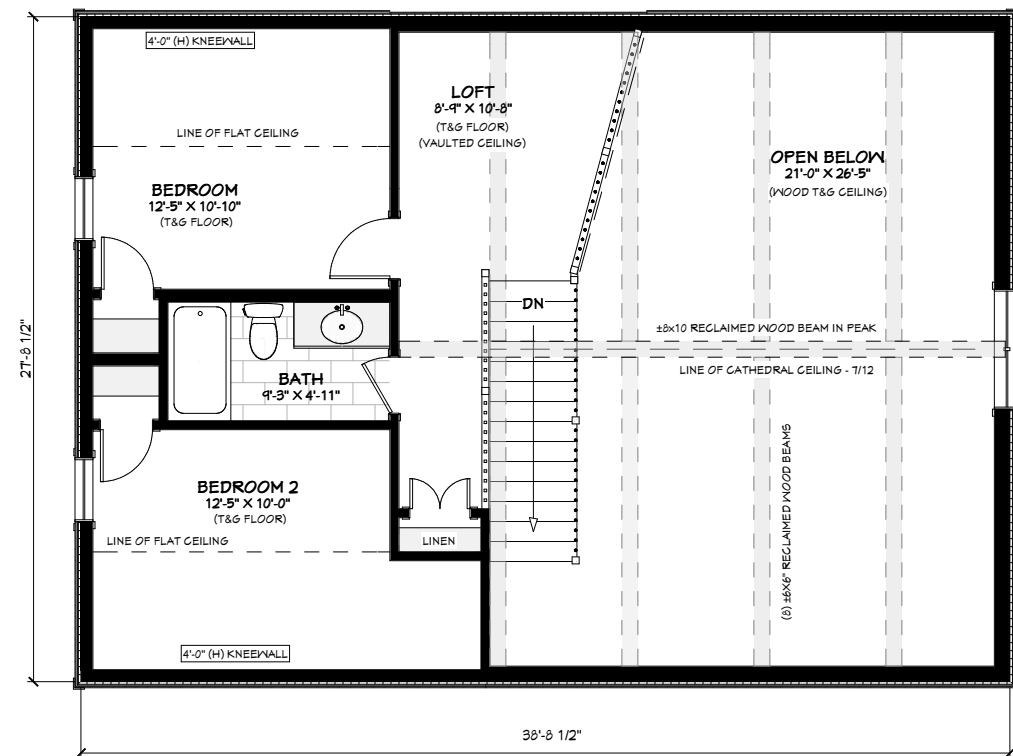 4'-0" (H) KNEEWALL
LINE OF FLAT CEILING
BEDROOM
12'-5" X 10'-10"
(T&G FLOOR)
LOFT
8'-9" X 10'-8"
(T&G FLOOR)
(VAULTED CEILING)
OPEN BELOW
21'-0" X 26'-5"
(WOOD T&G CEILING)
DN
±8x10 RECLAIMED WOOD BEAM IN PEAK
LINE OF CATHEDRAL CEILING - 7/12
27'-8 1/2"
BATH
9'-3" X 4'-11"
BEDROOM 2
12'-5" X 10'-0"
(T&G FLOOR)
LINE OF FLAT CEILING
LINEN
(8) ±6X6" RECLAIMED WOOD BEAMS
4'-0" (H) KNEEWALL
38'-8 1/2"